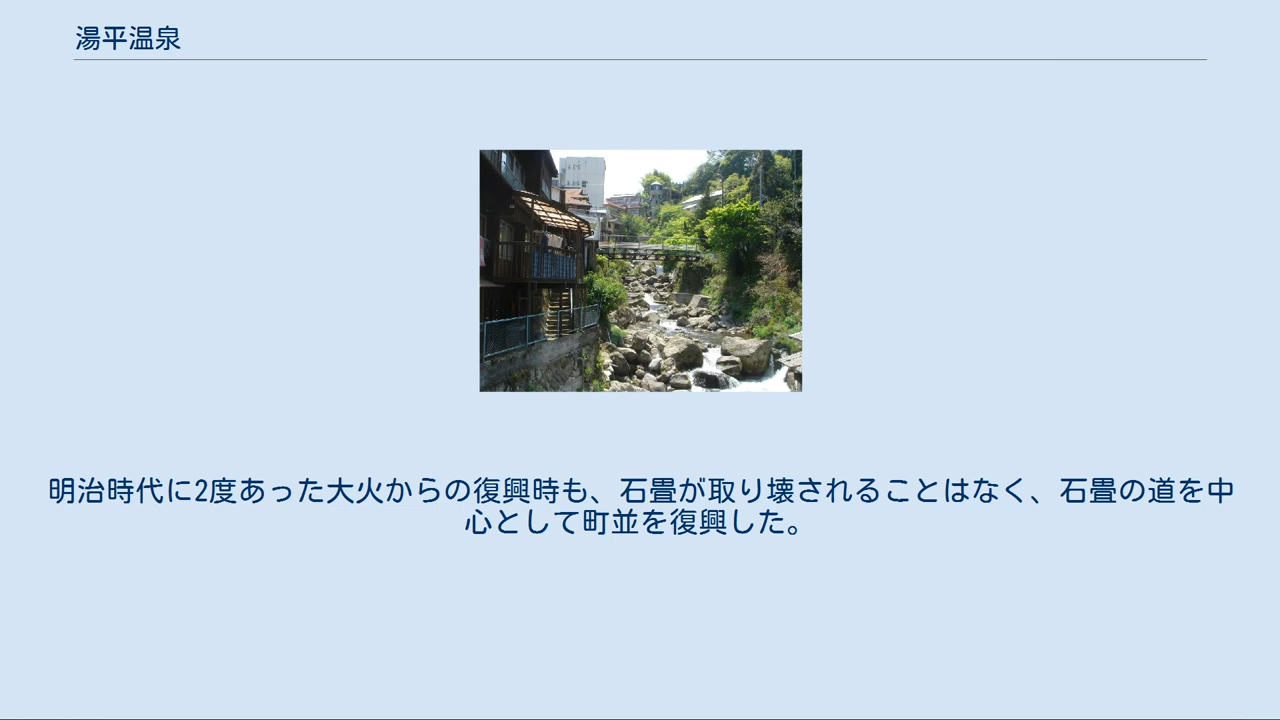 湯平温泉
明治時代に2度あった大火からの復興時も、石畳が取り壊されることはなく、石畳の道を中
心として町並を復興した。